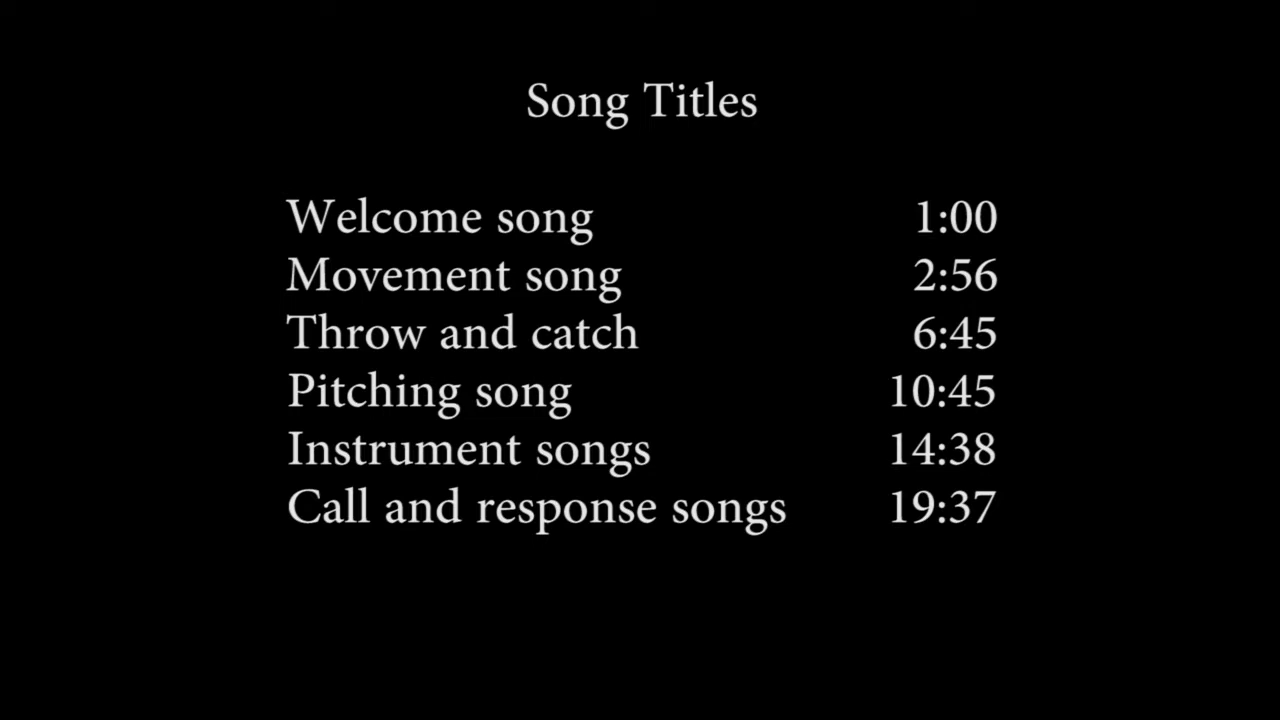 Song Titles
Welcome song 1:00
Movement song 2:56
Throw and catch 6:45
Pitching song 10:45
Instrument songs 14:38
Call and response songs 19:37